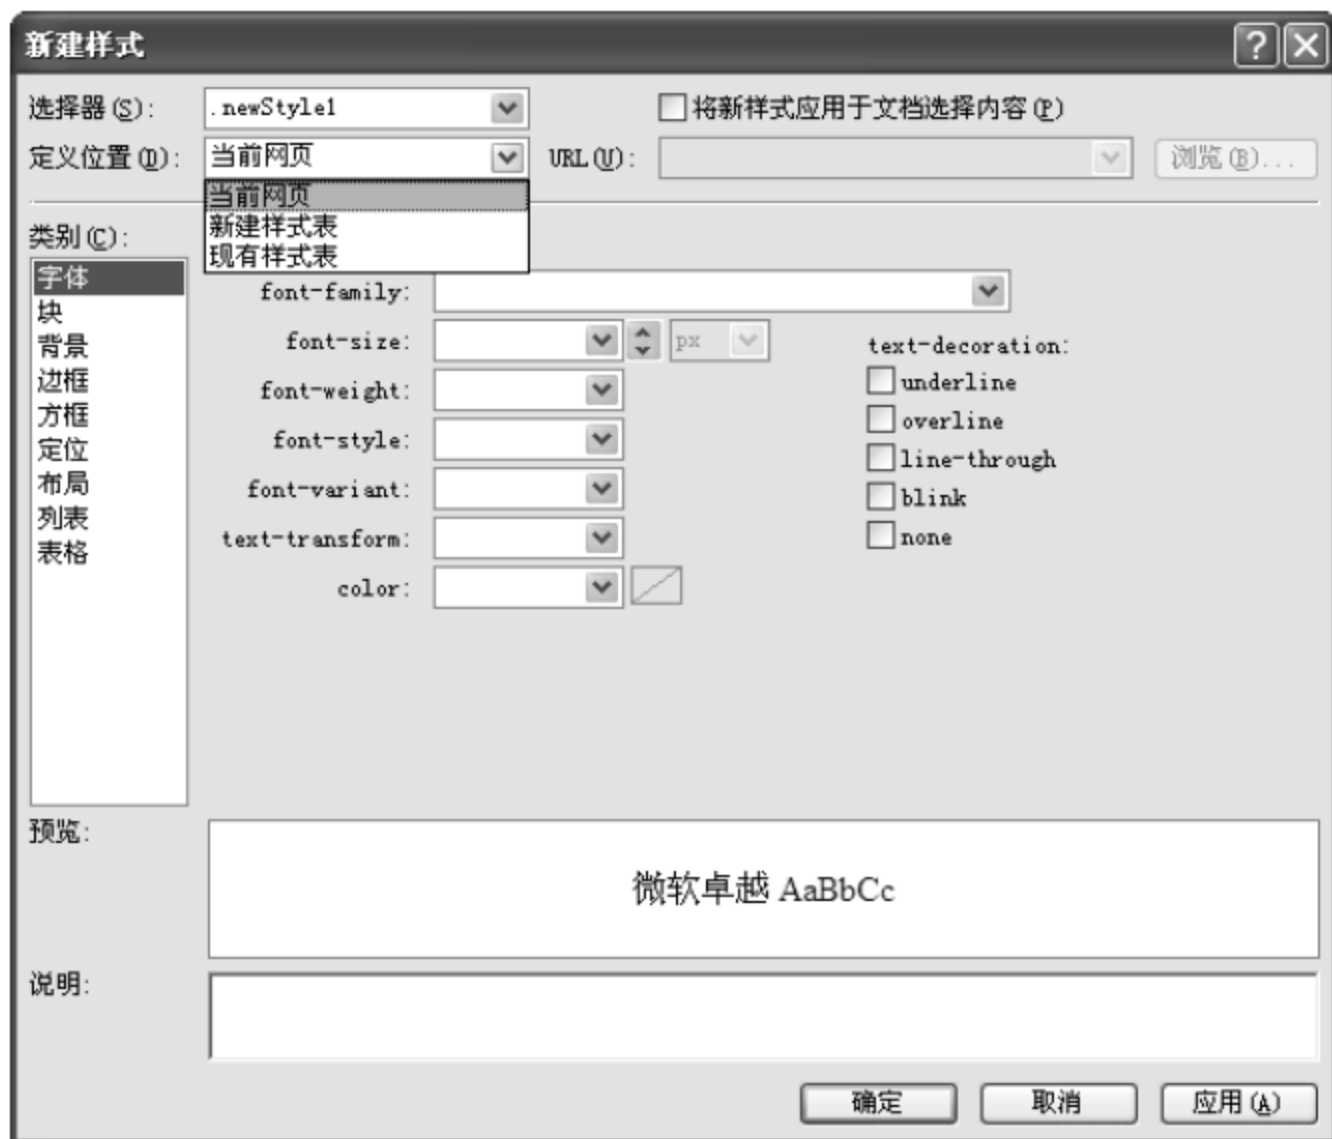 新建样式
选择器(S): .newStyle1 将新样式应用于文档选择内容(P)
定义位置(D): 当前网页 URL(U): 浏览(B)...
当前网页
新建样式表
现有样式表
类别(C):
字体
块
背景
边框
方框
定位
布局
列表
表格
font-family:
font-size: px
font-weight:
font-style:
font-variant:
text-transform:
color:
text-decoration:
underline
overline
line-through
blink
none
预览:
微软卓越 AaBbCc
说明:
确定 取消 应用(A)